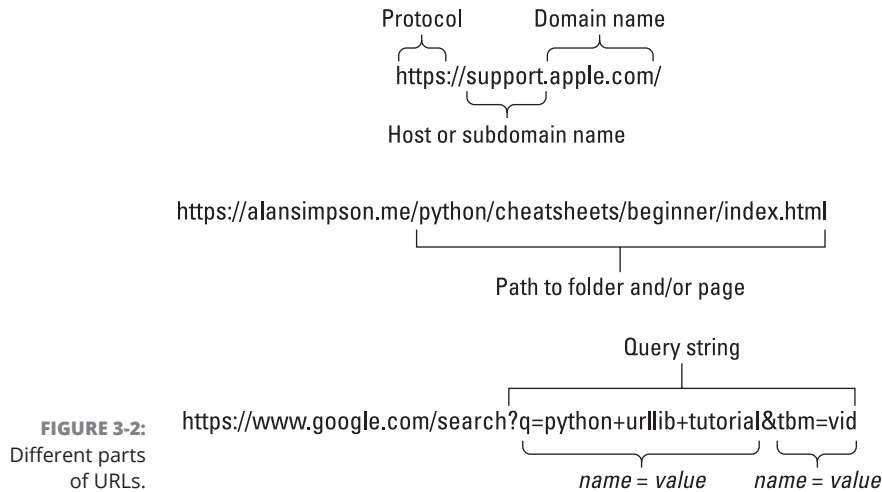 Protocol Domain name
https://support.apple.com/
Host or subdomain name
https://alansimpson.me/python/cheatsheets/beginner/index.html
Path to folder and/or page
Query string
https://www.google.com/search?q=python+urllib+tutorial&tbm=vid
name = value name = value
FIGURE 3-2:
Different parts
of URLs.